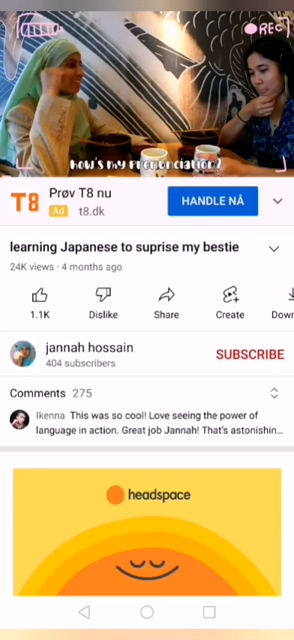 REC
how's my pronunciation?
T8
Prøv T8 nu
Ad t8.dk
HANDLE NÅ
learning Japanese to suprise my bestie
24K views · 4 months ago
1.1K
Dislike
Share
Create
Down
jannah hossain
404 subscribers
SUBSCRIBE
Comments 275
Ikenna This was so cool! Love seeing the power of
language in action. Great job Jannah! That's astonishin...
headspace